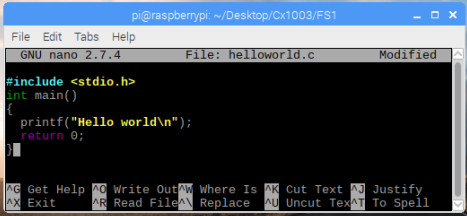 pi@raspberrypi: ~/Desktop/Cx1003/FS1
File Edit Tabs Help
GNU nano 2.7.4 File: helloworld.c Modified
#include <stdio.h>
int main()
{
printf("Hello world\n");
return 0;
}
^G Get Help ^O Write Out ^W Where Is ^K Cut Text ^J Justify
^X Exit ^R Read File ^\ Replace ^U Uncut Text ^T To Spell